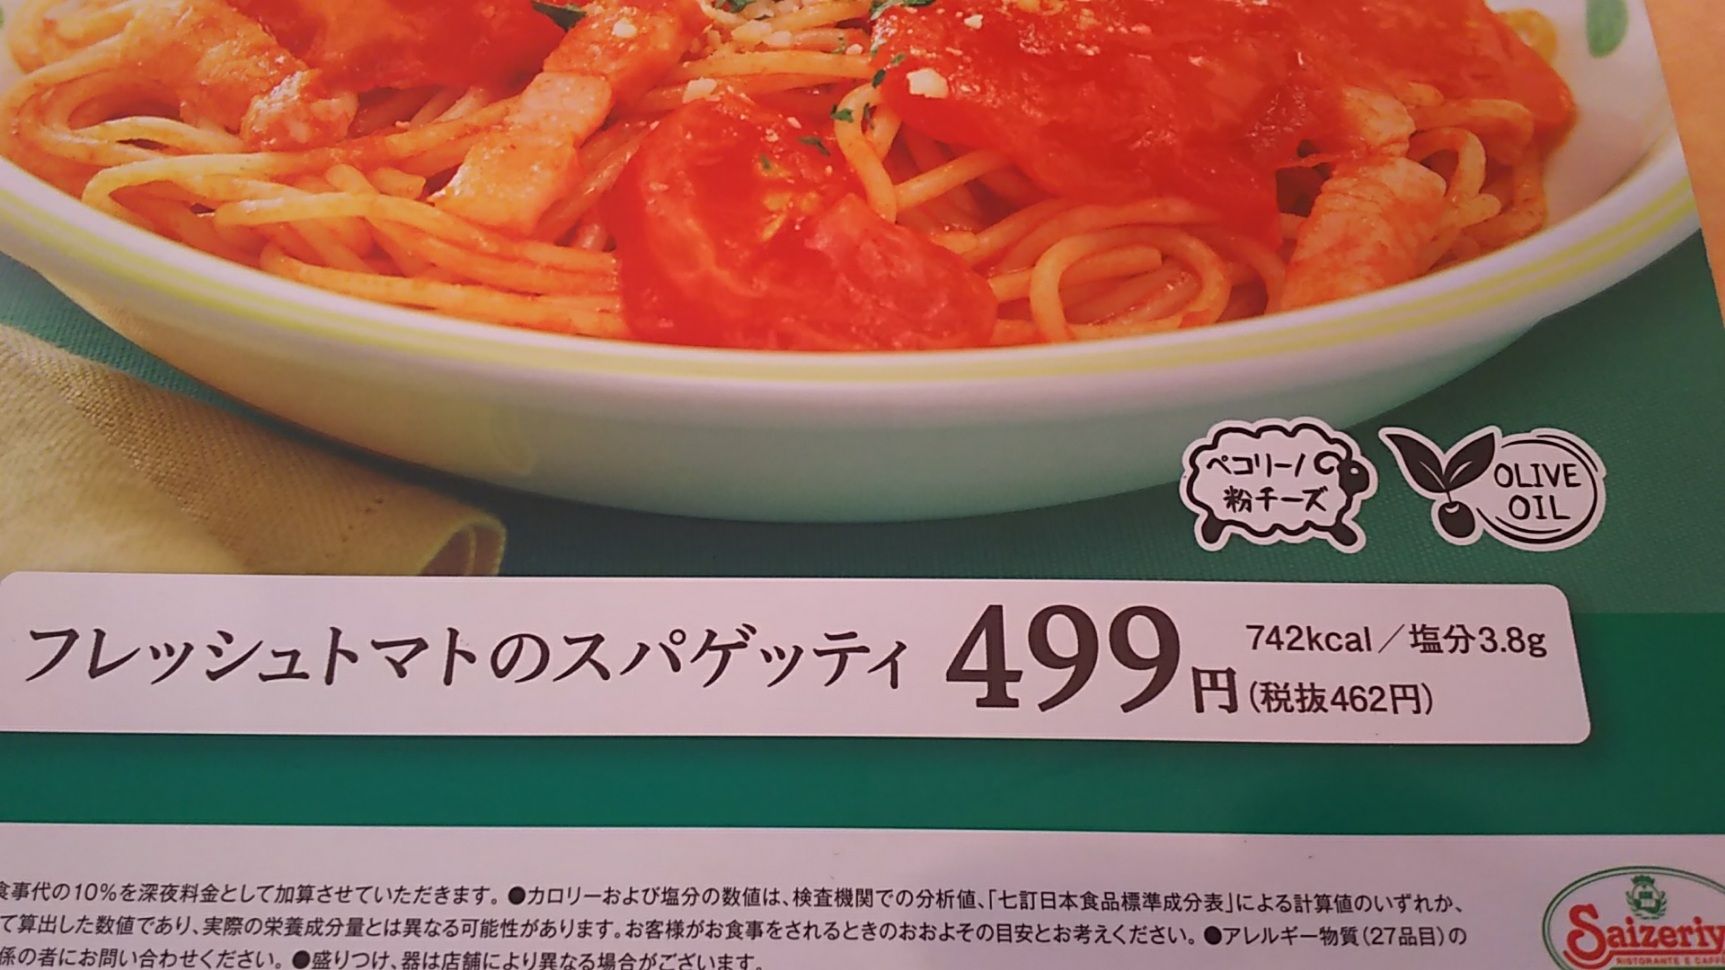 ペコリーノ
粉チーズ
OLIVE
OIL
フレッシュトマトのスパゲッティ 499円 742kcal/塩分3.8g
(税抜462円)
食事代の10%を深夜料金として加算させていただきます。●カロリーおよび塩分の数値は、検査機関での分析値、「七訂日本食品標準成分表」による計算値のいずれか、
て算出した数値であり、実際の栄養成分量とは異なる可能性があります。お客様がお食事をされるときのおおよその目安とお考えください。●アレルギー物質(27品目)の
係の者にお問い合わせください。●盛りつけ、器は店舗により異なる場合がございます。
Saizeriy
RISTORANTE E CAFFE